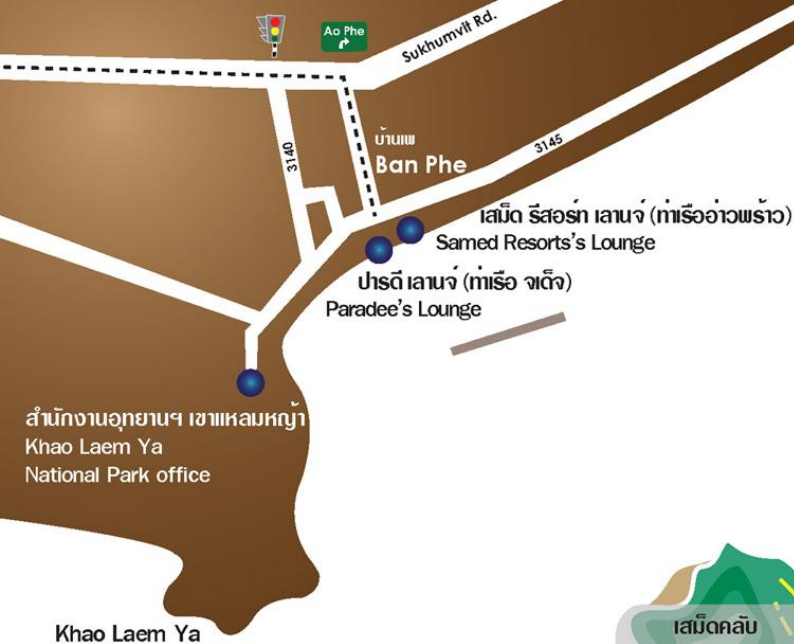 Ao Phe
Sukhumvit Rd.
3140
บ้านเพ
Ban Phe
3145
เสม็ด รีสอร์ท เลานจ์ (ท่าเรืออ่าวพร้าว)
Samed Resorts's Lounge
ปารดี เลานจ์ (ท่าเรือ จเด็จ)
Paradee's Lounge
สำนักงานอุทยานฯ เขาแหลมหญ้า
Khao Laem Ya
National Park office
Khao Laem Ya
เสม็ดคลับ